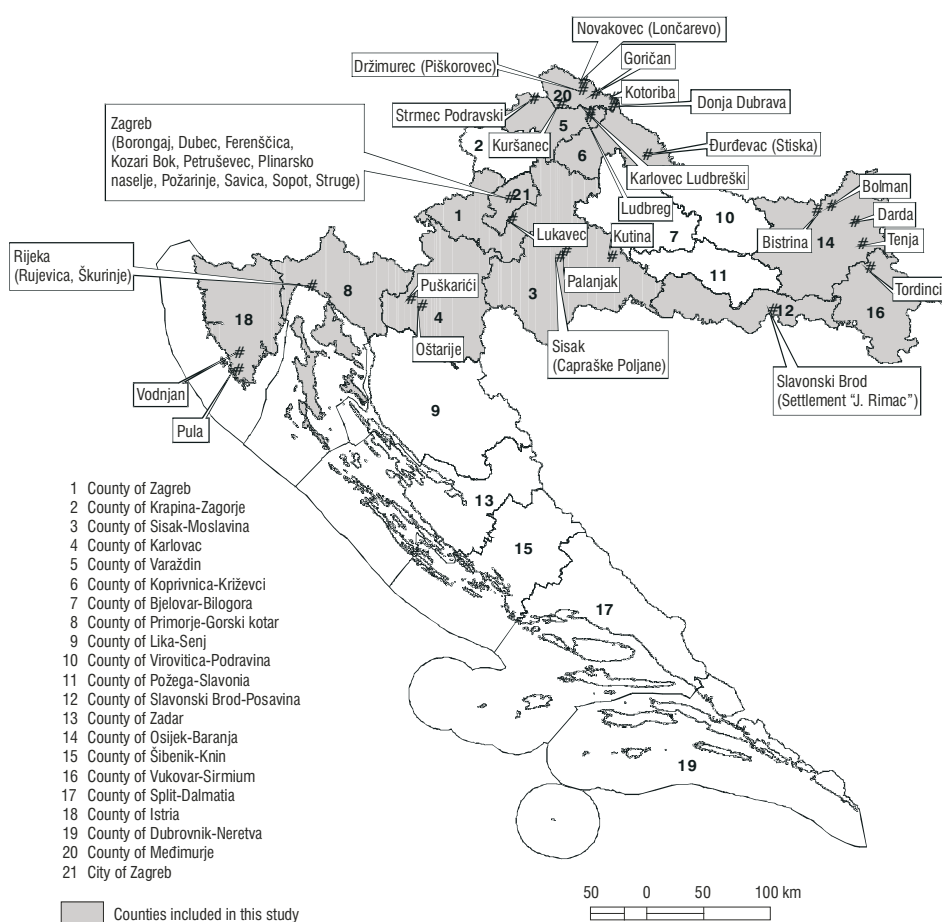 Novakovec (Lončarevo)
Držimurec (Piškorovec)
Goričan
Kotoriba
Donja Dubrava
Strmec Podravski
20
5
2
Kuršanec
6
Đurđevac (Stiska)
Karlovec Ludbreški
Ludbreg
Zagreb
(Borongaj, Dubec, Ferenščica,
Kozari Bok, Petruševec, Plinarsko
naselje, Požarinje, Savica, Sopot, Struge)
21
1
Lukavec
Kutina
7
10
Bolman
Darda
Bistrina
14
Tenja
Tordinci
Rijeka
(Rujevica, Škurinje)
8
Puškarići
4
Oštarije
3
Palanjak
11
12
16
18
Sisak
(Capraške Poljane)
Slavonski Brod
(Settlement “J. Rimac”)
Vodnjan
Pula
9
13
15
17
19
1 County of Zagreb
2 County of Krapina-Zagorje
3 County of Sisak-Moslavina
4 County of Karlovac
5 County of Varaždin
6 County of Koprivnica-Križevci
7 County of Bjelovar-Bilogora
8 County of Primorje-Gorski kotar
9 County of Lika-Senj
10 County of Virovitica-Podravina
11 County of Požega-Slavonia
12 County of Slavonski Brod-Posavina
13 County of Zadar
14 County of Osijek-Baranja
15 County of Šibenik-Knin
16 County of Vukovar-Sirmium
17 County of Split-Dalmatia
18 County of Istria
19 County of Dubrovnik-Neretva
20 County of Međimurje
21 City of Zagreb
Counties included in this study
50 0 50 100 km